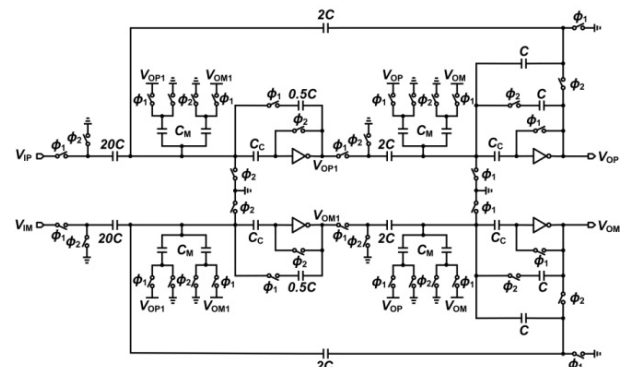 2C ϕ1
C
VOP1 VOM1 VOP VOM
ϕ1 0.5C
ϕ1 ϕ2 ϕ2 ϕ1 ϕ1 ϕ2 ϕ2 ϕ1 ϕ2 C ϕ2
ϕ2 CM ϕ2 ϕ2 CM ϕ1
20C CC 2C CC
VIP ϕ1 VOP1 ϕ1 VOP
ϕ2 ϕ1
ϕ2 ϕ1
VIM VOM1 VOM
ϕ1 20C CC ϕ1 2C CC
ϕ2 CM ϕ2 ϕ2 CM ϕ1
ϕ1 ϕ2 ϕ2 ϕ1 ϕ1 0.5C ϕ1 ϕ2 ϕ2 ϕ1 ϕ2 C ϕ2
VOP1 VOM1 VOP VOM
C
2C ϕ1